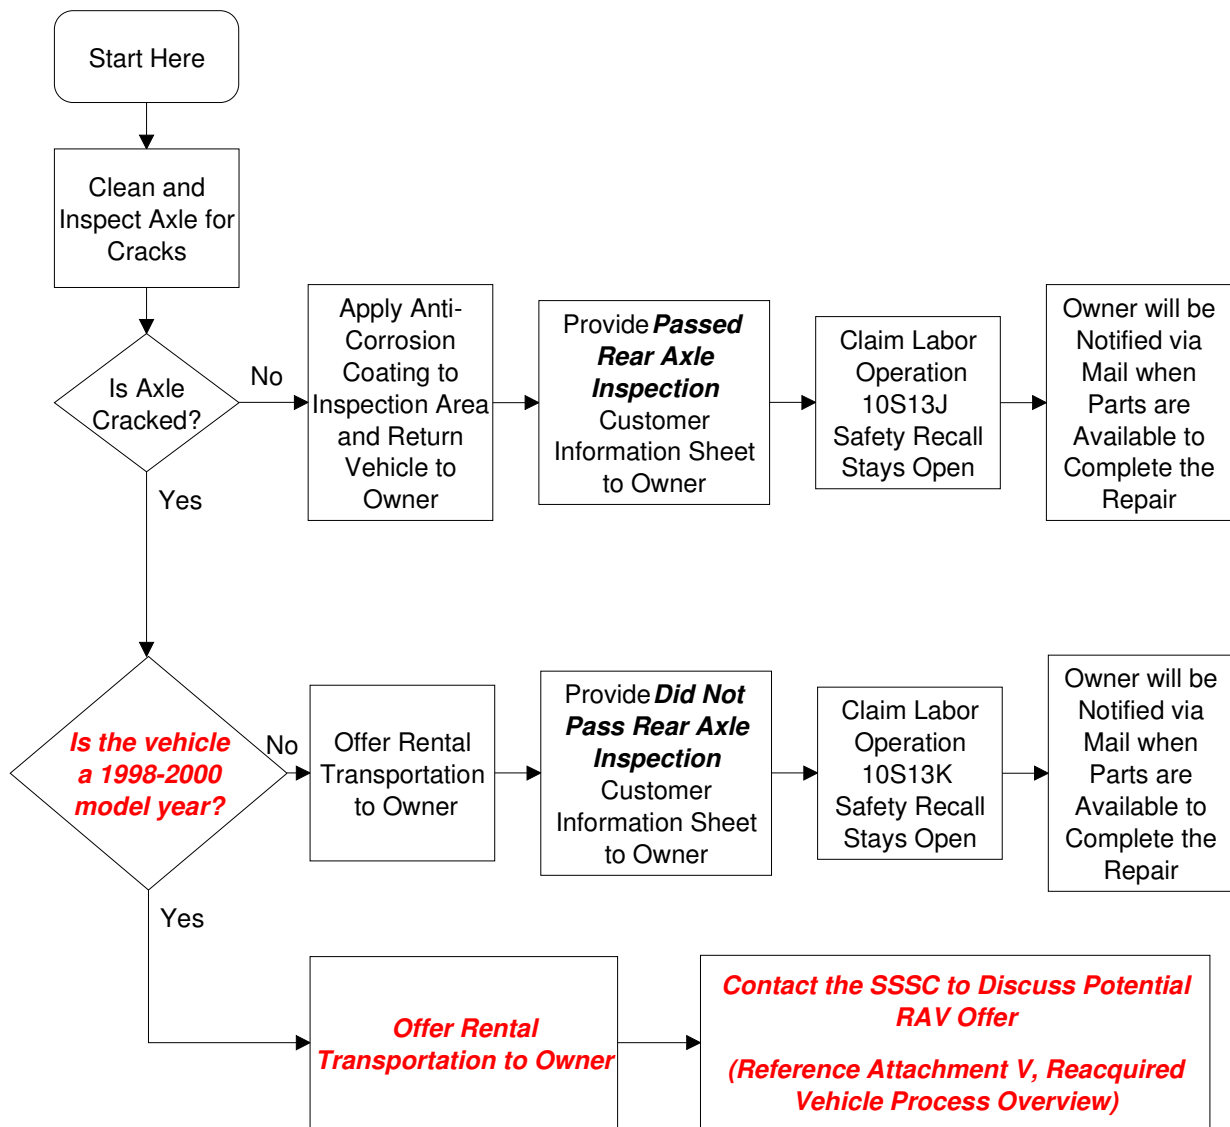 Start Here
Clean and
Inspect Axle for
Cracks
Is Axle
Cracked?
No
Apply Anti-
Corrosion
Coating to
Inspection Area
and Return
Vehicle to
Owner
Provide Passed
Rear Axle
Inspection
Customer
Information Sheet
to Owner
Claim Labor
Operation
10S13J
Safety Recall
Stays Open
Owner will be
Notified via
Mail when
Parts are
Available to
Complete the
Repair
Yes
Is the vehicle
a 1998-2000
model year?
No
Offer Rental
Transportation
to Owner
Provide Did Not
Pass Rear Axle
Inspection
Customer
Information Sheet
to Owner
Claim Labor
Operation
10S13K
Safety Recall
Stays Open
Owner will be
Notified via
Mail when
Parts are
Available to
Complete the
Repair
Yes
Offer Rental
Transportation to Owner
Contact the SSSC to Discuss Potential
RAV Offer
(Reference Attachment V, Reacquired
Vehicle Process Overview)